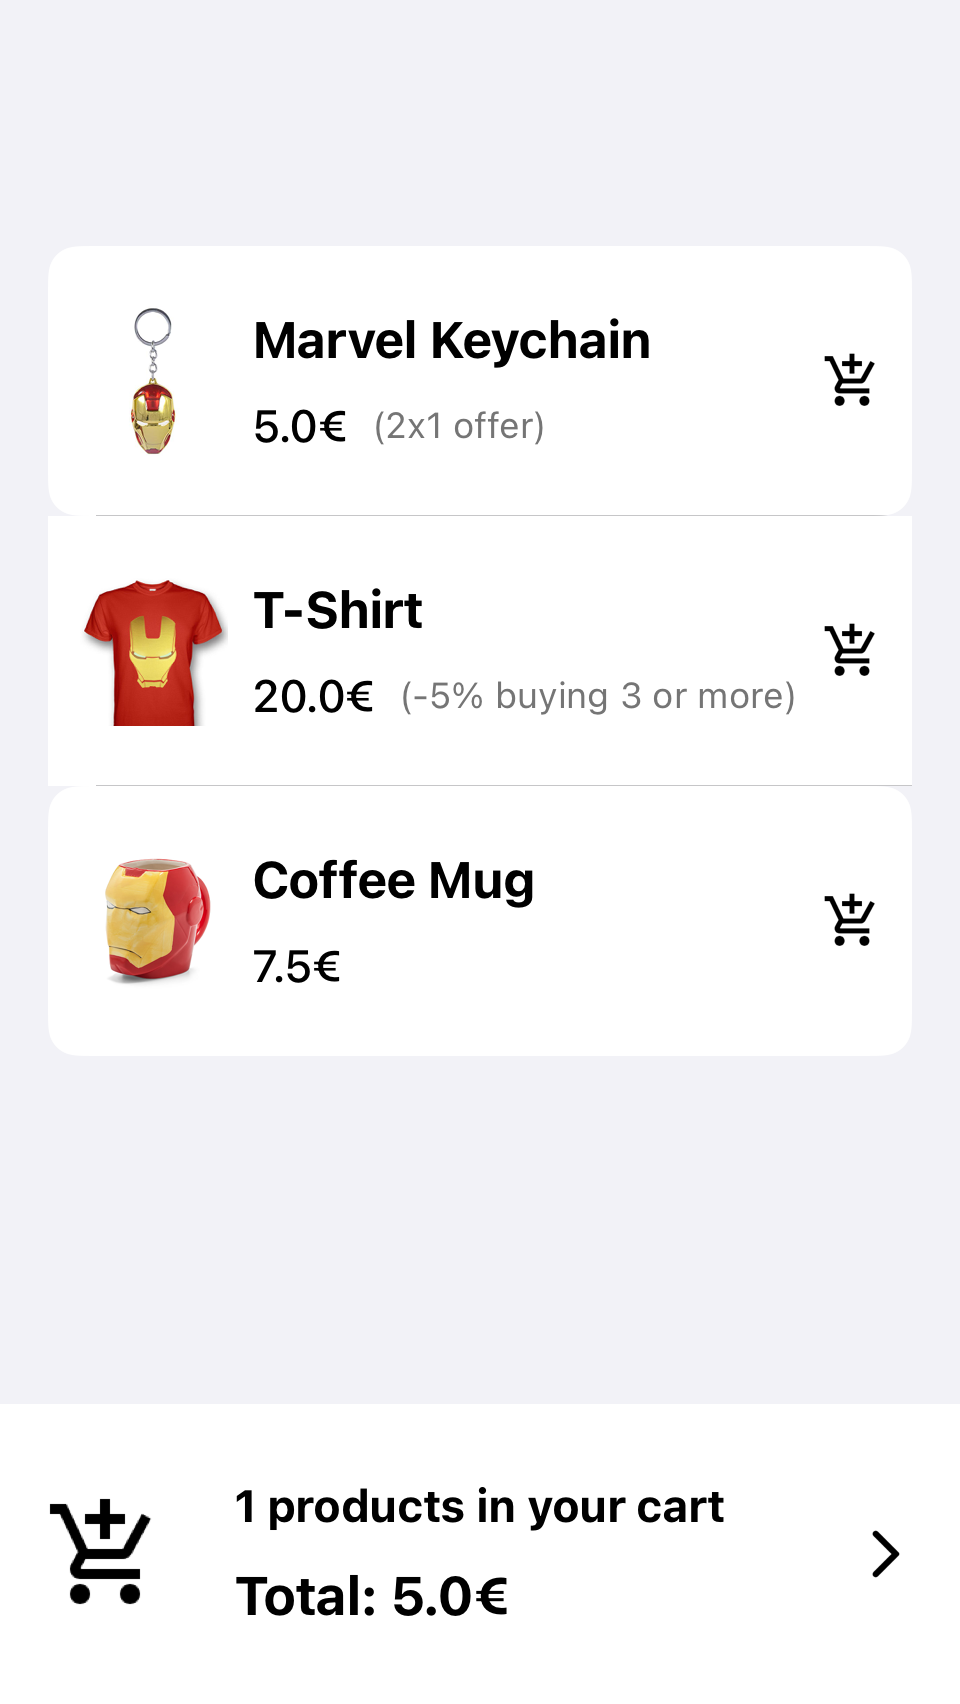 Marvel Keychain
5.0€ (2x1 offer)
T-Shirt
20.0€ (-5% buying 3 or more)
Coffee Mug
7.5€
1 products in your cart
Total: 5.0€